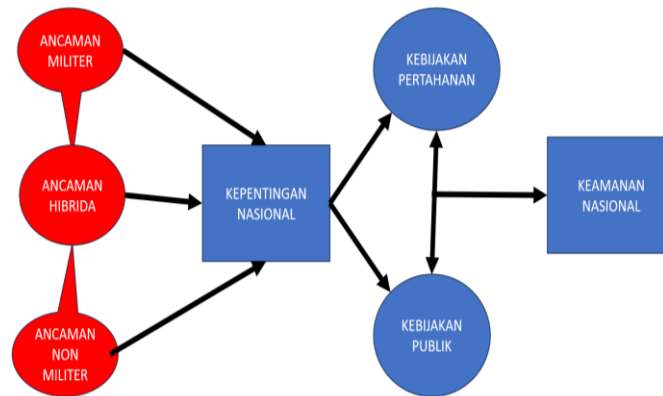 ANCAMAN
MILITER
ANCAMAN
HIBRIDA
ANCAMAN
NON
MILITER
KEPENTINGAN
NASIONAL
KEBIJAKAN
PERTAHANAN
KEBIJAKAN
PUBLIK
KEAMANAN
NASIONAL